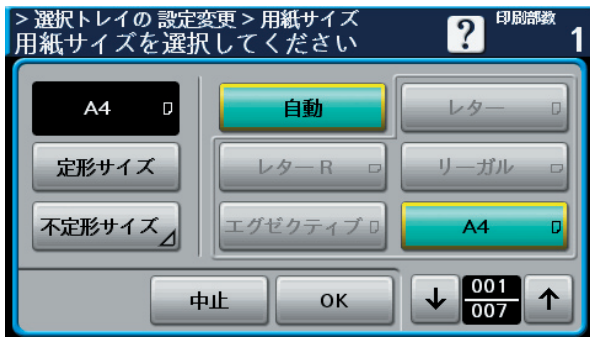 > 選択トレイの 設定変更 > 用紙サイズ
用紙サイズを選択してください
? 印刷部数
1
A4 自動 レター
定形サイズ レター R リーガル
不定形サイズ エグゼクティブ A4
中止 OK ↓ 001 ↑
007